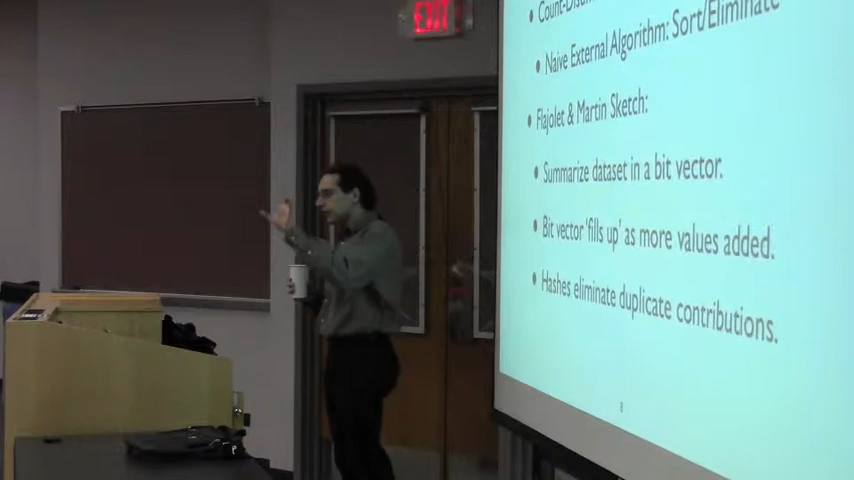 EXIT
• Naive External Algorithm: Sort/Eliminate
• Flajolet & Martin Sketch:
• Summarize dataset in a bit vector.
• Bit vector ‘fills up’ as more values added.
• Hashes eliminate duplicate contributions.
8